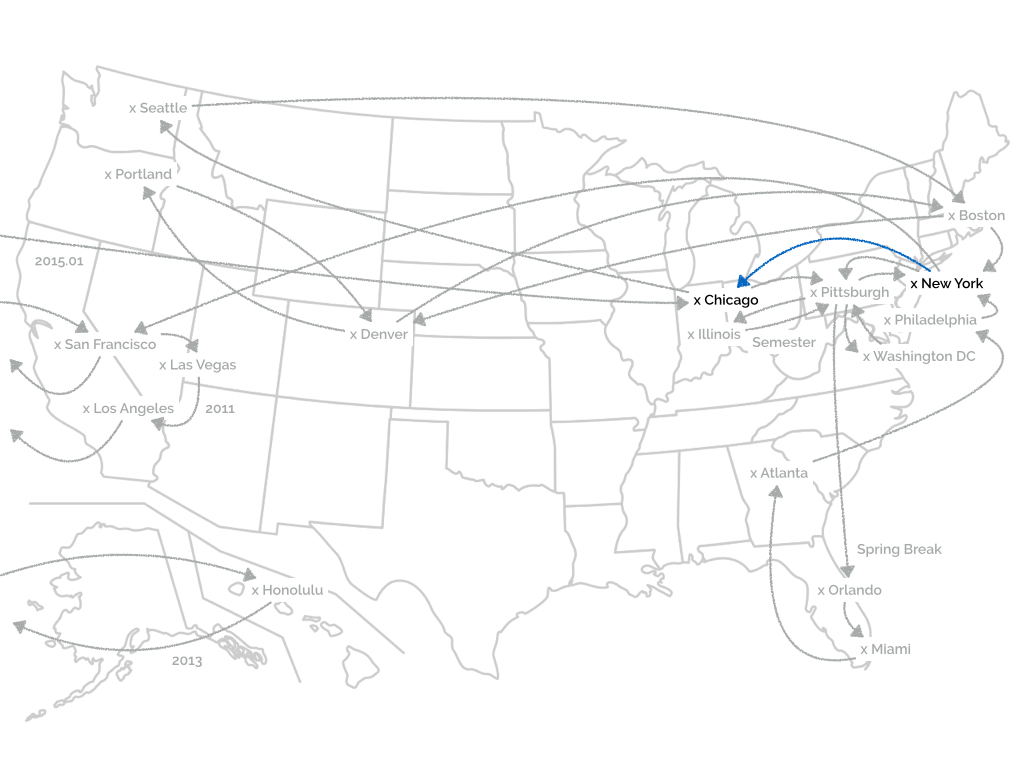 x Seattle
x Portland
x Boston
2015.01
x New York
x Pittsburgh
x Chicago
x Philadelphia
x Illinois
x Denver
Semester
x San Francisco
x Washington DC
x Las Vegas
x Los Angeles
2011
x Atlanta
Spring Break
x Honolulu
x Orlando
x Miami
2013